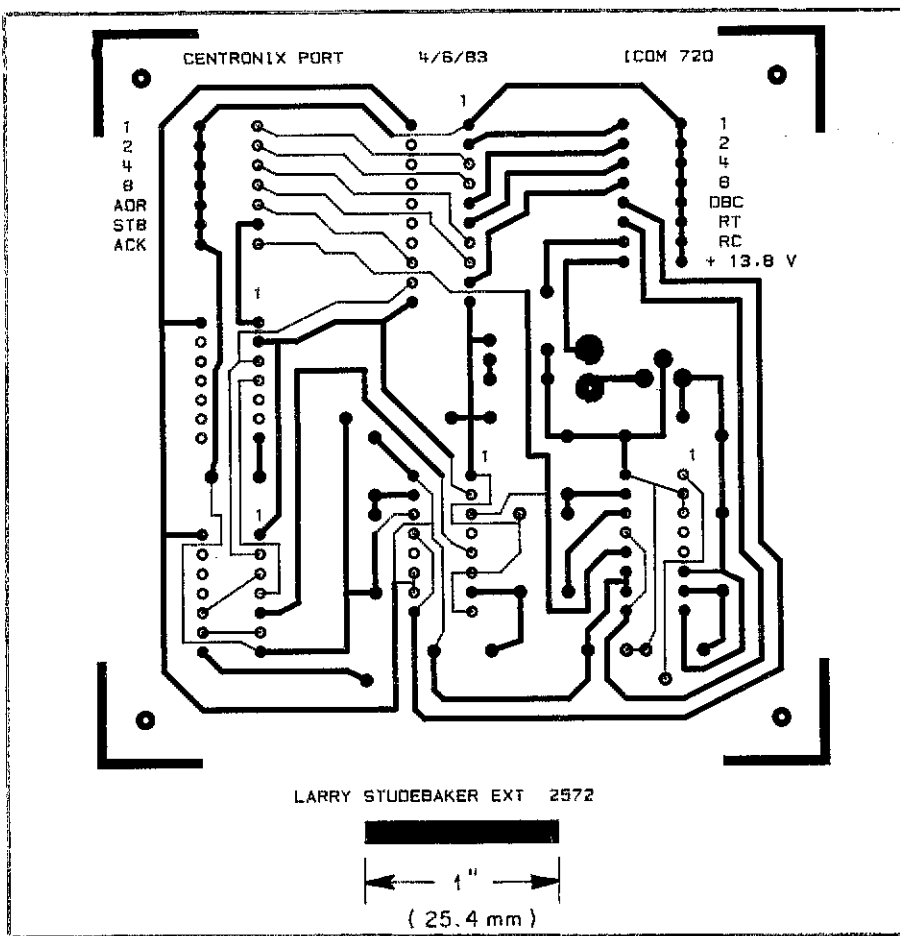 CENTRONIX PORT 4/6/83 ICOM 720
1
1
2
4
8
ADR
STB
ACK
1
2
4
8
DBC
RT
RC
+ 13.8 V
1
1
1
1
LARRY STUDEBAKER EXT 2572
1"
(25.4 mm)